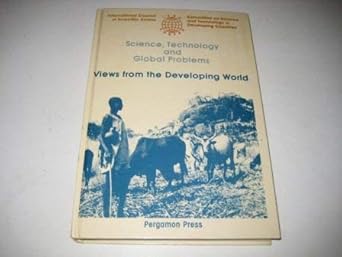 International Council
of Scientific Unions
Committee on Science
and Technology in
Developing Countries
Science, Technology
and
Global Problems
Views from the Developing World
Pergamon Press